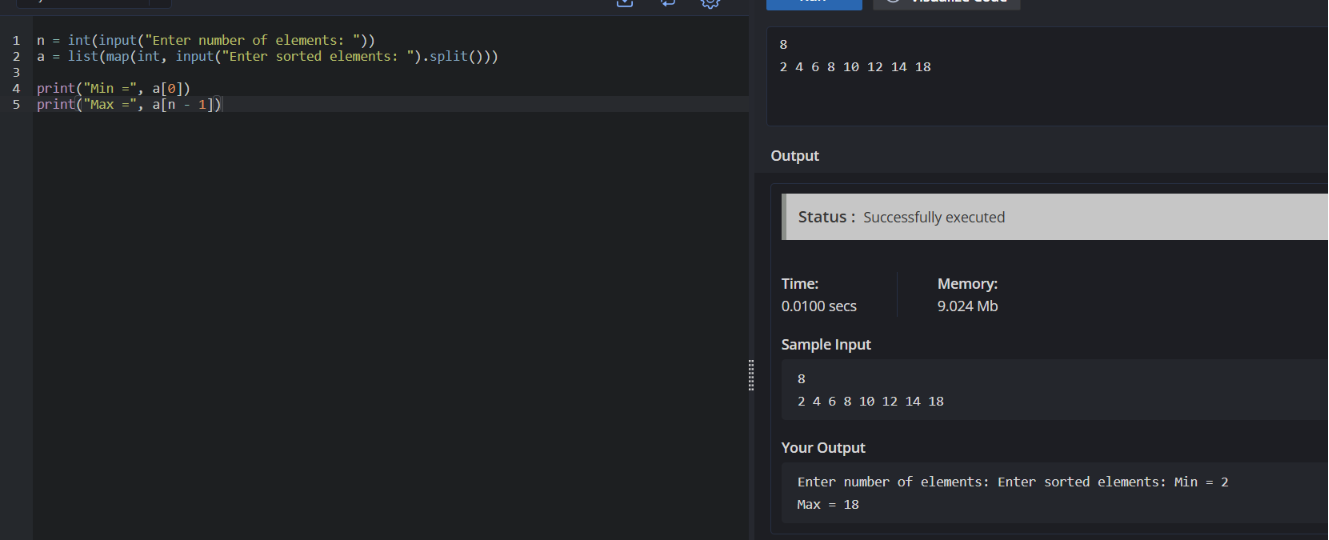 1 n = int(input("Enter number of elements: "))
2 a = list(map(int, input("Enter sorted elements: ").split()))
3
4 print("Min =", a[0])
5 print("Max =", a[n - 1])
8
2 4 6 8 10 12 14 18
Output
Status : Successfully executed
Time: Memory:
0.0100 secs 9.024 Mb
Sample Input
8
2 4 6 8 10 12 14 18
Your Output
Enter number of elements: Enter sorted elements: Min = 2
Max = 18